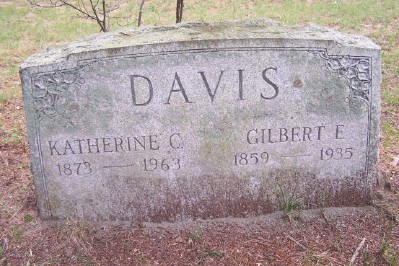 DAVIS
KATHERINE C. GILBERT E.
1873 — 1963 1859 — 1935